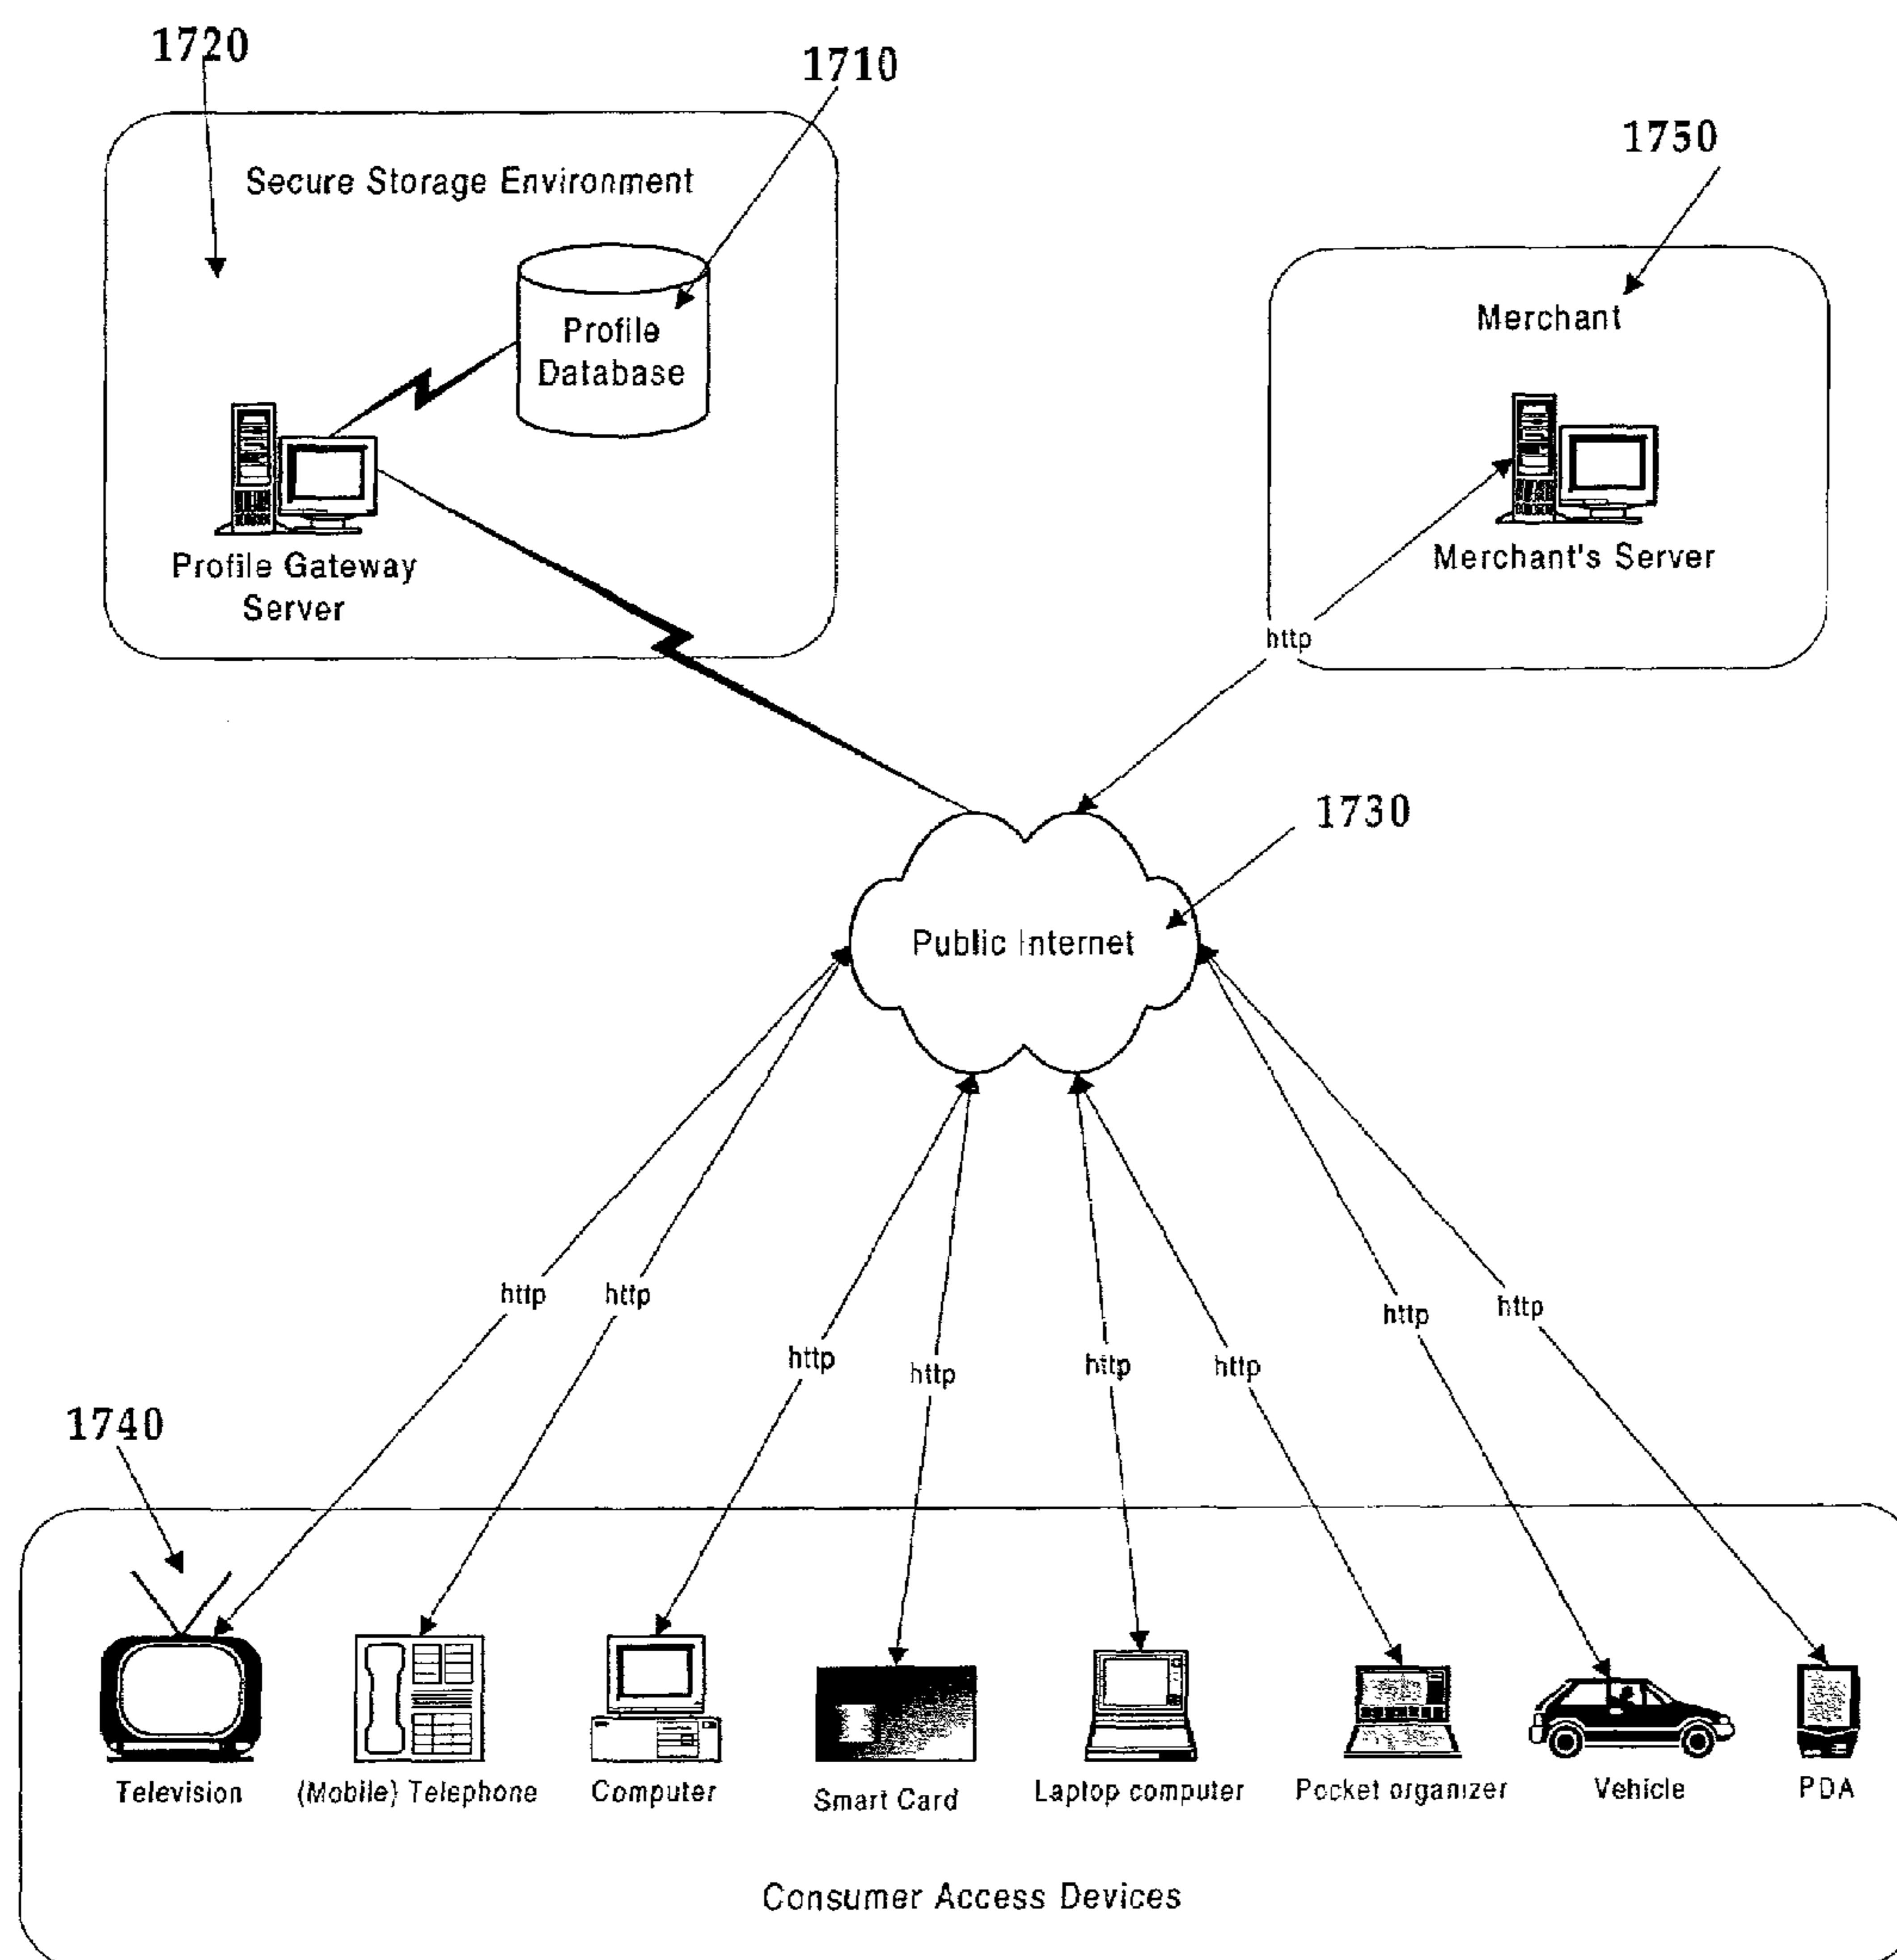 1720
1710
1750
Secure Storage Environment
Profile
Database
Profile Gateway
Server
Merchant
Merchant's Server
http
1730
Public Internet
http
http
http
http
http
http
http
http
1740
Television
(Mobile) Telephone
Computer
Smart Card
Laptop computer
Pocket organizer
Vehicle
PDA
Consumer Access Devices